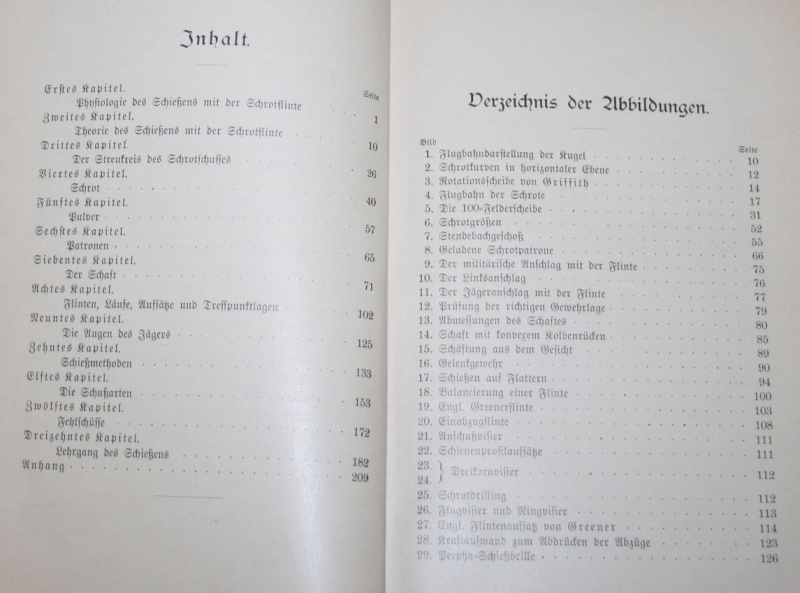 Inhalt.
Seite
Erstes Kapitel.
Physiologie des Schießens mit der Schrotflinte . . . . 1
Zweites Kapitel.
Theorie des Schießens mit der Schrotflinte . . . . 10
Drittes Kapitel.
Der Streukreis des Schrotschusses . . . . 26
Viertes Kapitel.
Schrot . . . . 40
Fünftes Kapitel.
Pulver . . . . 57
Sechstes Kapitel.
Patronen . . . . 65
Siebentes Kapitel.
Der Schaft . . . . 71
Achtes Kapitel.
Flinten, Läufe, Aufsätze und Treffpunktlagen . . . . 102
Neuntes Kapitel.
Die Augen des Jägers . . . . 125
Zehntes Kapitel.
Schießmethoden . . . . 133
Elftes Kapitel.
Die Schußarten . . . . 153
Zwölftes Kapitel.
Fehlschüsse . . . . 172
Dreizehntes Kapitel.
Lehrgang des Schießens . . . . 182
Anhang . . . . 209
Verzeichnis der Abbildungen.
Bild Seite
1. Flugbahndarstellung der Kugel . . . . 10
2. Schrotkurven in horizontaler Ebene . . . . 12
3. Rotationsscheibe von Griffith . . . . 14
4. Flugbahn der Schrote . . . . 17
5. Die 100-Felderscheibe . . . . 31
6. Schrotgrößen . . . . 52
7. Stendebachgeschoß . . . . 55
8. Geladene Schrotpatrone . . . . 66
9. Der militärische Anschlag mit der Flinte . . . . 75
10. Der Linksanschlag . . . . 76
11. Der Jägeranschlag mit der Flinte . . . . 77
12. Prüfung der richtigen Gewehrlage . . . . 79
13. Abmessungen des Schaftes . . . . 80
14. Schaft mit konvexem Kolbenrücken . . . . 85
15. Schäftung aus dem Gesicht . . . . 89
16. Gelenkgewehr . . . . 90
17. Schießen auf Flattern . . . . 94
18. Balancierung einer Flinte . . . . 100
19. Engl. Greenerflinte . . . . 103
20. Einabzugflinte . . . . 108
21. Anschußvisier . . . . 111
22. Schienenprofilaufsätze . . . . 111
23.
24. } Dreikornvisier . . . . 112
25. Schrotdrilling . . . . 112
26. Flugvisier und Ringvisier . . . . 113
27. Engl. Flintenaufsatz von Greener . . . . 114
28. Kraftaufwand zum Abdrücken der Abzüge . . . . 123
29. Peepha-Schießbrille . . . . 126